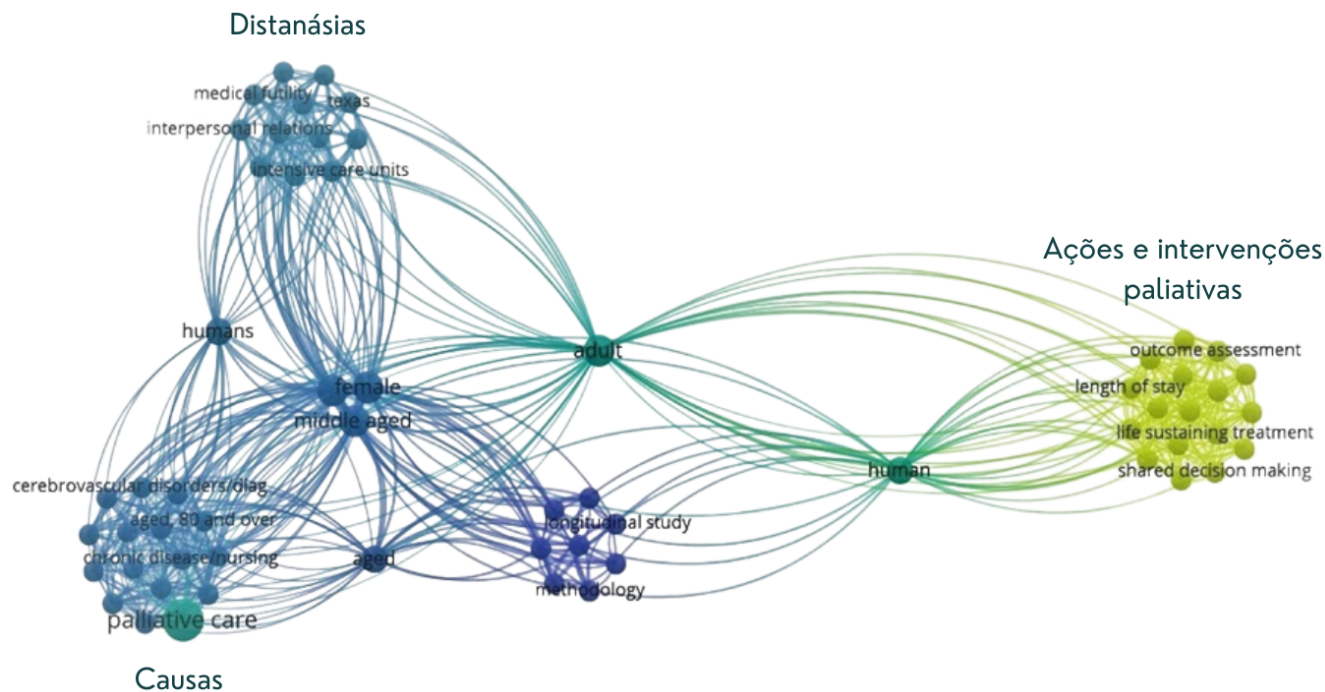 Distanásias
medical futility
texas
interpersonal relations
intensive care units
Ações e intervenções
paliativas
humans
adult
outcome assessment
female
length of stay
middle aged
life sustaining treatment
human
shared decision making
cerebrovascular disorders/diag
aged, 80 and over
longitudinal study
chronic disease/nursing
aged
methodology
palliative care
Causas